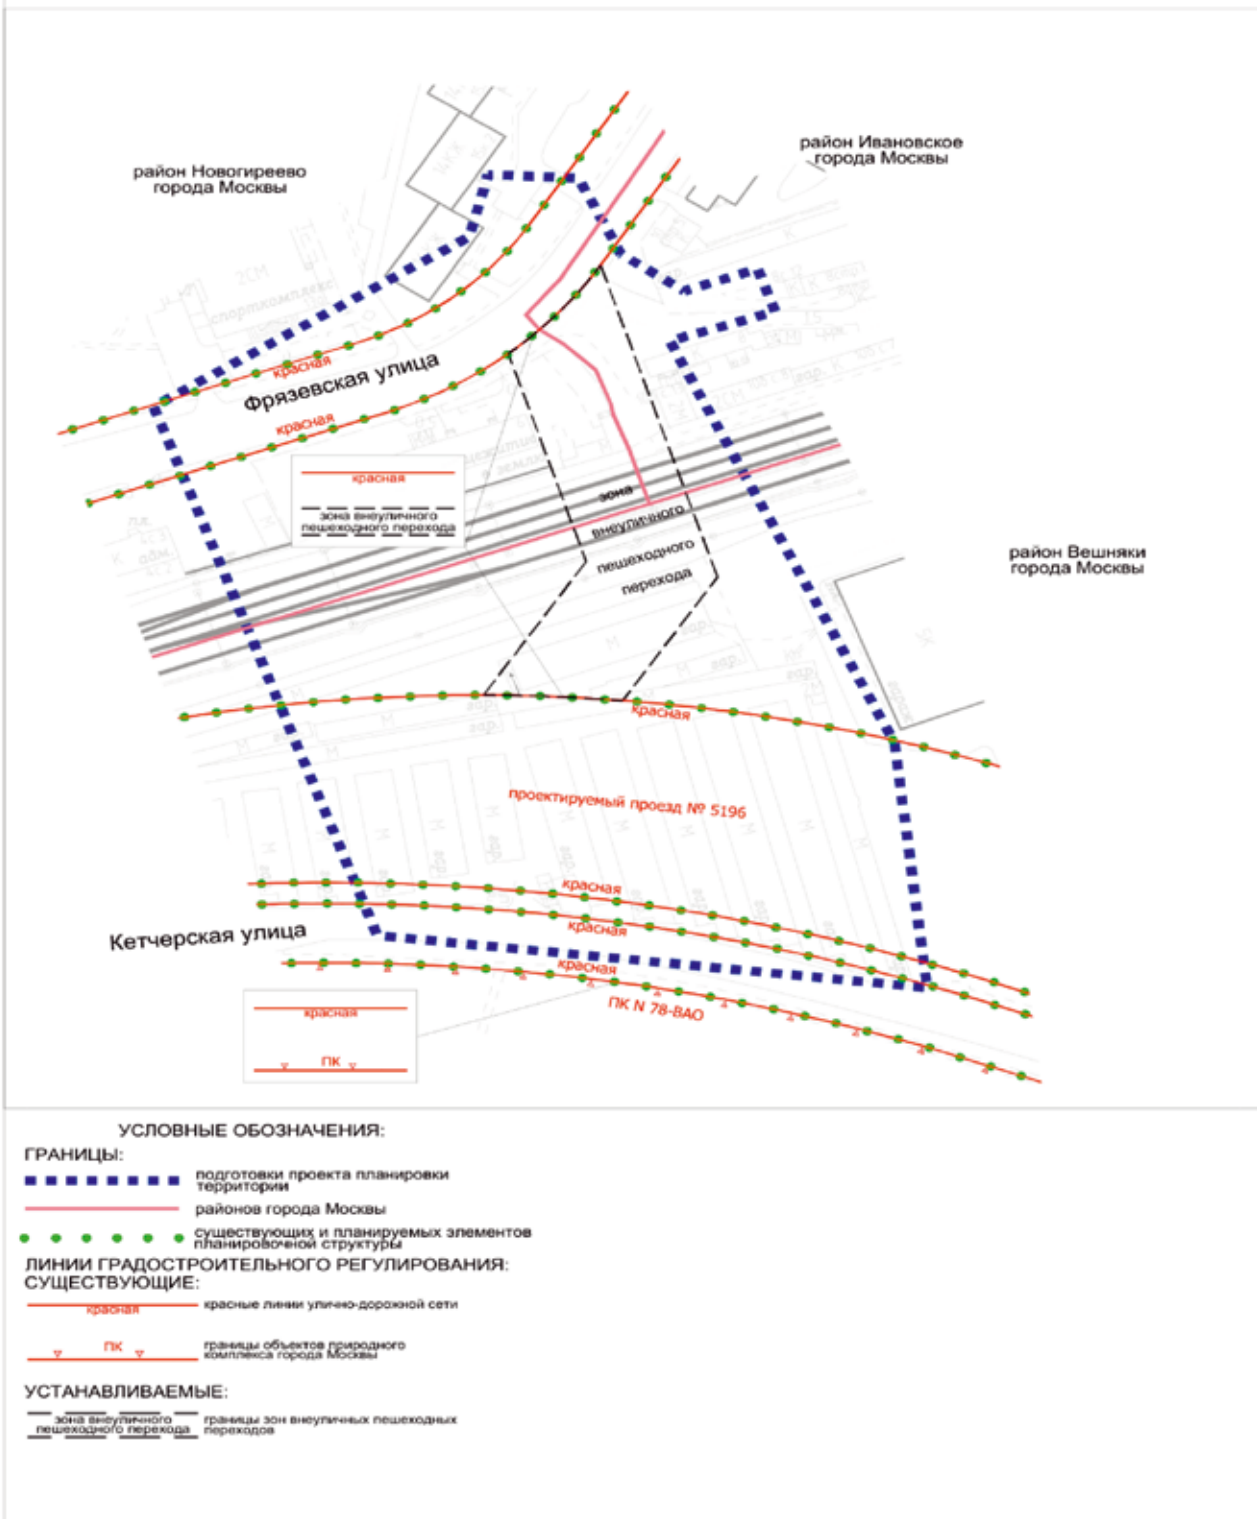 район Новогиреево
города Москвы
район Ивановское
города Москвы
2СМ
спорткомплекс
красная
Фрязевская улица
красная
красная
зона внеуличного
пешеходного перехода
зона
внеуличного
пешеходного
перехода
район Вешняки
города Москвы
красная
проектируемый проезд № 5196
красная
Кетчерская улица
красная
красная
ПК N 78-ВАО
красная
ПК
УСЛОВНЫЕ ОБОЗНАЧЕНИЯ:
ГРАНИЦЫ:
подготовки проекта планировки
территории
районов города Москвы
существующих и планируемых элементов
планировочной структуры
ЛИНИИ ГРАДОСТРОИТЕЛЬНОГО РЕГУЛИРОВАНИЯ:
СУЩЕСТВУЮЩИЕ:
красная
красные линии улично-дорожной сети
ПК
границы объектов природного
комплекса города Москвы
УСТАНАВЛИВАЕМЫЕ:
зона внеуличного
пешеходного перехода
границы зон внеуличных пешеходных
переходов